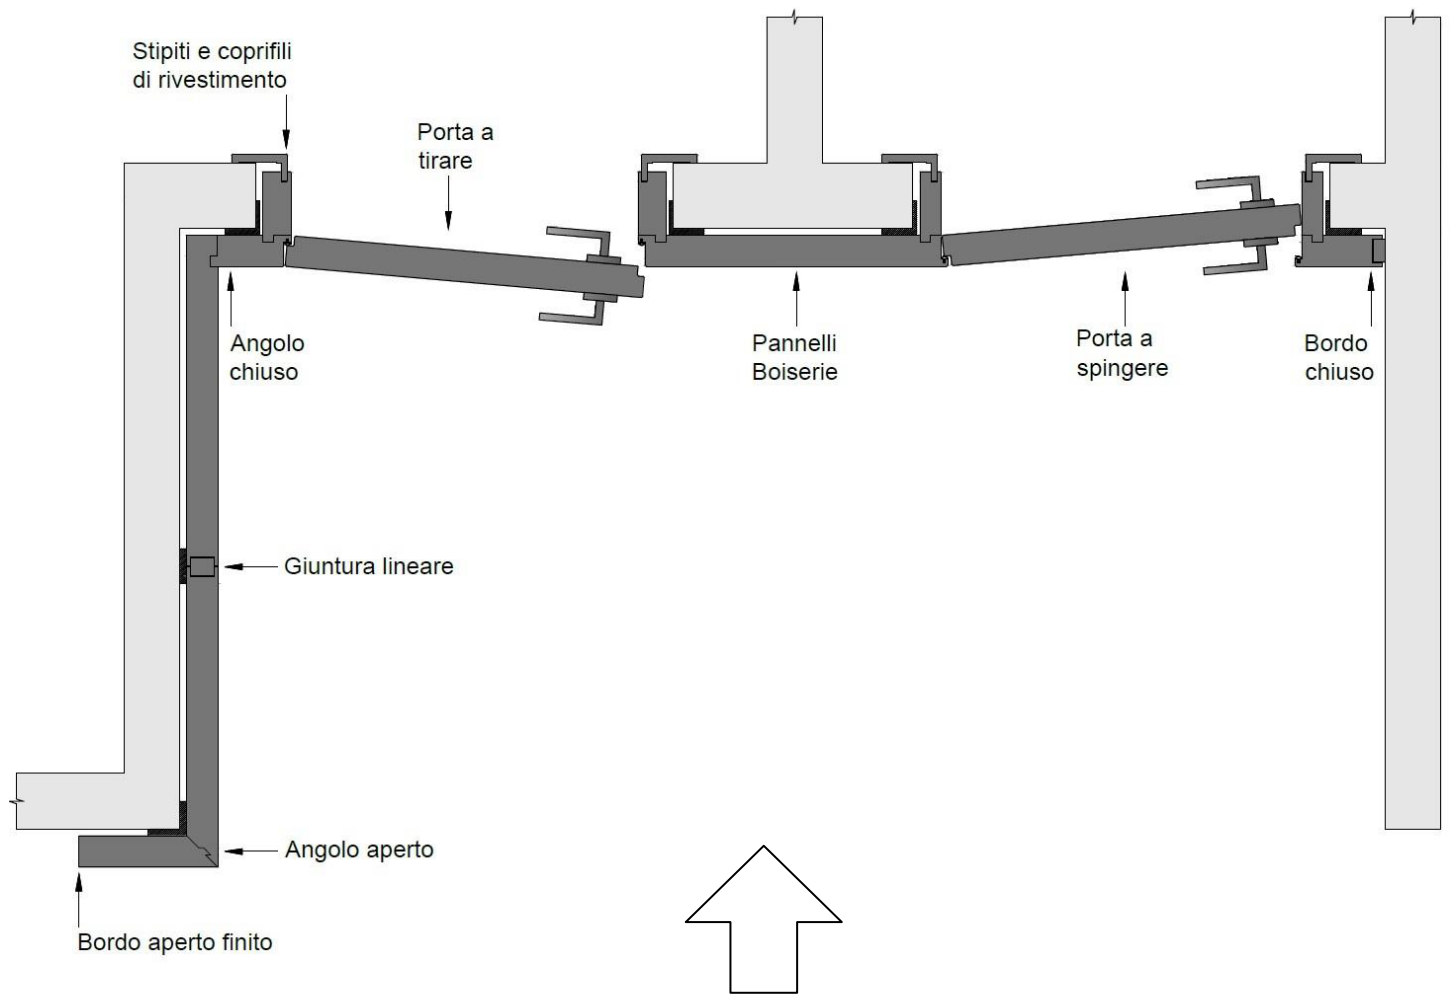 Stipiti e coprifili
di rivestimento
Porta a
tirare
Angolo
chiuso
Pannelli
Boiserie
Porta a
spingere
Bordo
chiuso
Giuntura lineare
Angolo aperto
Bordo aperto finito